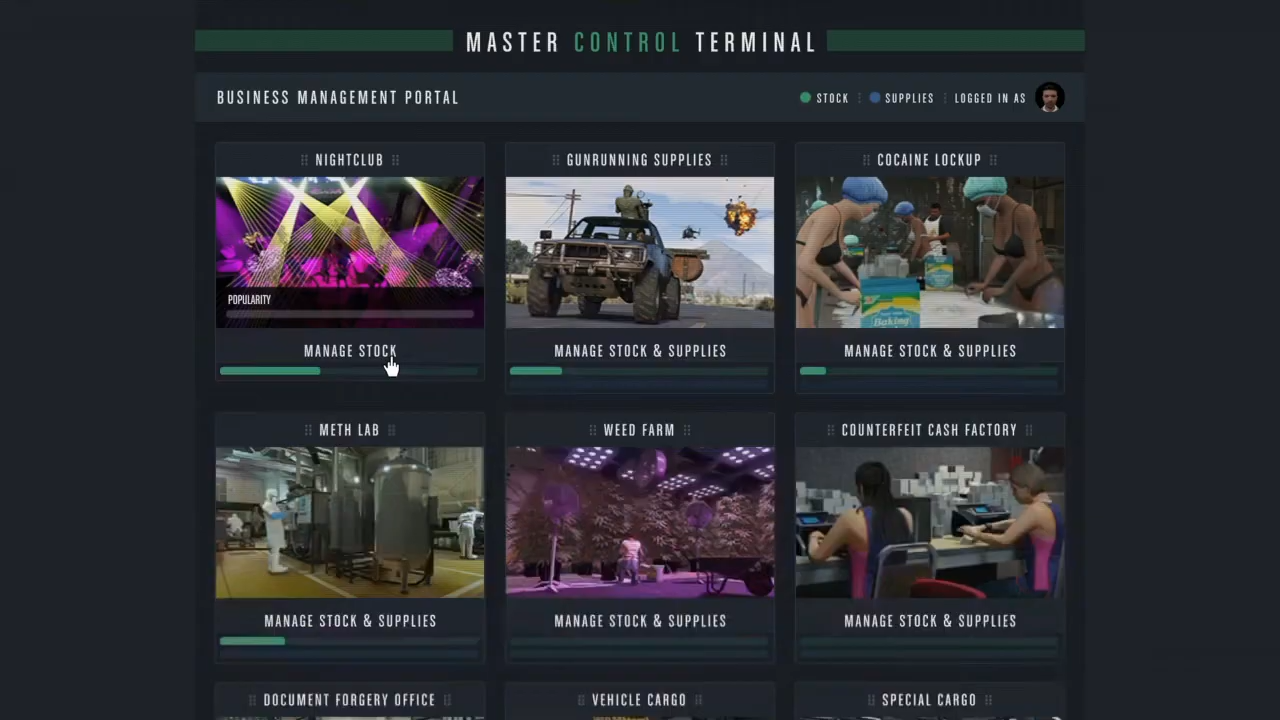 MASTER CONTROL TERMINAL
BUSINESS MANAGEMENT PORTAL
STOCK
SUPPLIES
LOGGED IN AS
NIGHTCLUB
GUNRUNNING SUPPLIES
COCAINE LOCKUP
POPULARITY
Baking
MANAGE STOCK
MANAGE STOCK & SUPPLIES
MANAGE STOCK & SUPPLIES
METH LAB
WEED FARM
COUNTERFEIT CASH FACTORY
MANAGE STOCK & SUPPLIES
MANAGE STOCK & SUPPLIES
MANAGE STOCK & SUPPLIES
DOCUMENT FORGERY OFFICE
VEHICLE CARGO
SPECIAL CARGO